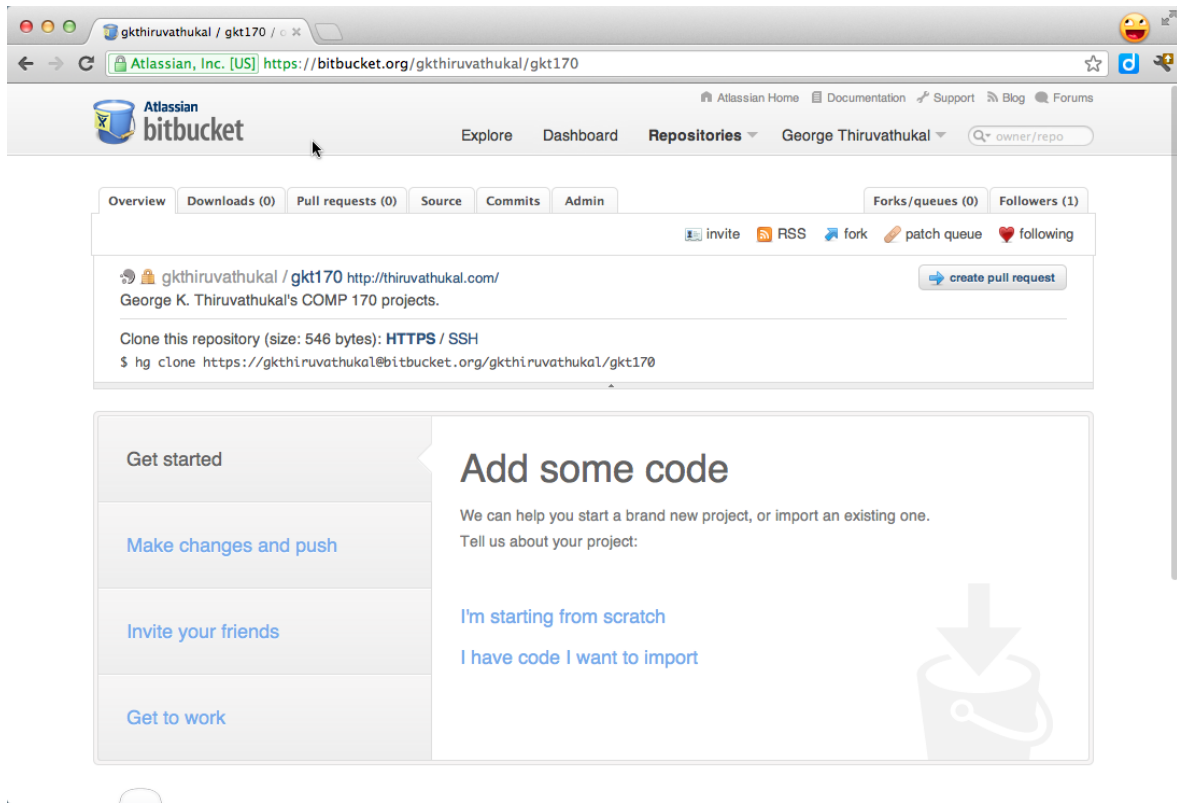 gkthiruvathukal / gkt170 /
Atlassian, Inc. [US] https://bitbucket.org/gkthiruvathukal/gkt170
Atlassian Home Documentation Support Blog Forums
Atlassian
bitbucket
Explore Dashboard Repositories George Thiruvathukal owner/repo
Overview Downloads (0) Pull requests (0) Source Commits Admin Forks/queues (0) Followers (1)
invite RSS fork patch queue following
gkthiruvathukal / gkt170 http://thiruvathukal.com/ create pull request
George K. Thiruvathukal's COMP 170 projects.
Clone this repository (size: 546 bytes): HTTPS / SSH
$ hg clone https://gkthiruvathukal@bitbucket.org/gkthiruvathukal/gkt170
Get started
Make changes and push
Invite your friends
Get to work
Add some code
We can help you start a brand new project, or import an existing one.
Tell us about your project:
I'm starting from scratch
I have code I want to import